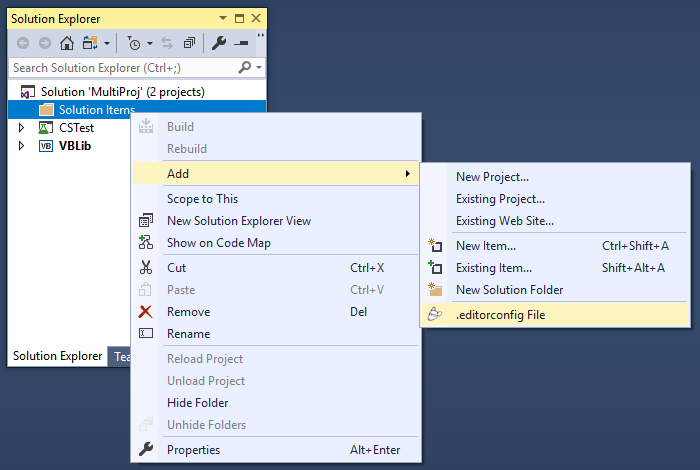 Solution Explorer
Search Solution Explorer (Ctrl+;)
Solution 'MultiProj' (2 projects)
Solution Items
CSTest
VB VBLib
Solution Explorer
Tea
Build
Rebuild
Add
Scope to This
New Solution Explorer View
Show on Code Map
Cut Ctrl+X
Paste Ctrl+V
Remove Del
Rename
Reload Project
Unload Project
Hide Folder
Unhide Folders
Properties Alt+Enter
New Project...
Existing Project...
Existing Web Site...
New Item... Ctrl+Shift+A
Existing Item... Shift+Alt+A
New Solution Folder
.editorconfig File